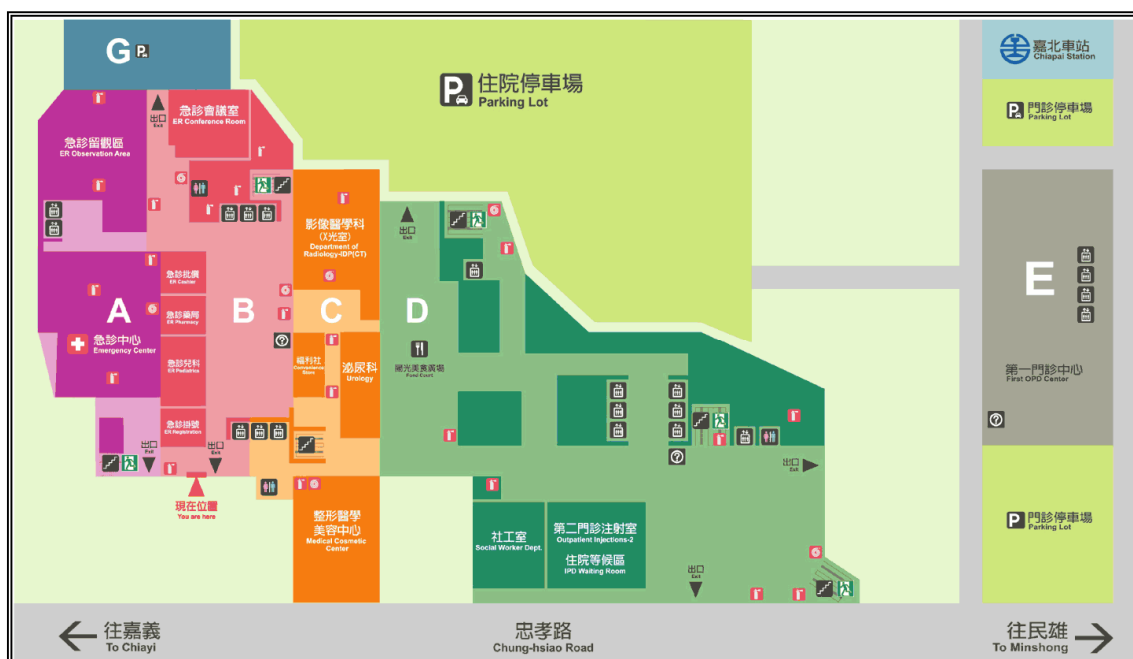 G
P
急診會議室
ER Conference Room
出口
Exit
急診留觀區
ER Observation Area
P
住院停車場
Parking Lot
嘉北車站
Chiapai Station
P
門診停車場
Parking Lot
影像醫學科
(X光室)
Department of
Radiology-IDP(CT)
出口
Exit
急診批價
ER Cashier
急診藥局
ER Pharmacy
A
B
C
D
E
急診中心
Emergency Center
急診兒科
ER Pediatrics
福利社
Convenience
Store
泌尿科
Urology
陽光美食廣場
Food Court
第一門診中心
First OPD Center
?
?
?
急診掛號
ER Registration
出口
Exit
出口
Exit
出口
Exit
現在位置
You are here
整形醫學
美容中心
Medical Cosmetic
Center
社工室
Social Worker Dept.
第二門診注射室
Outpatient Injections-2
住院等候區
IPD Waiting Room
P
門診停車場
Parking Lot
出口
Exit
往嘉義
To Chiayi
忠孝路
Chung-hsiao Road
往民雄
To Minshong